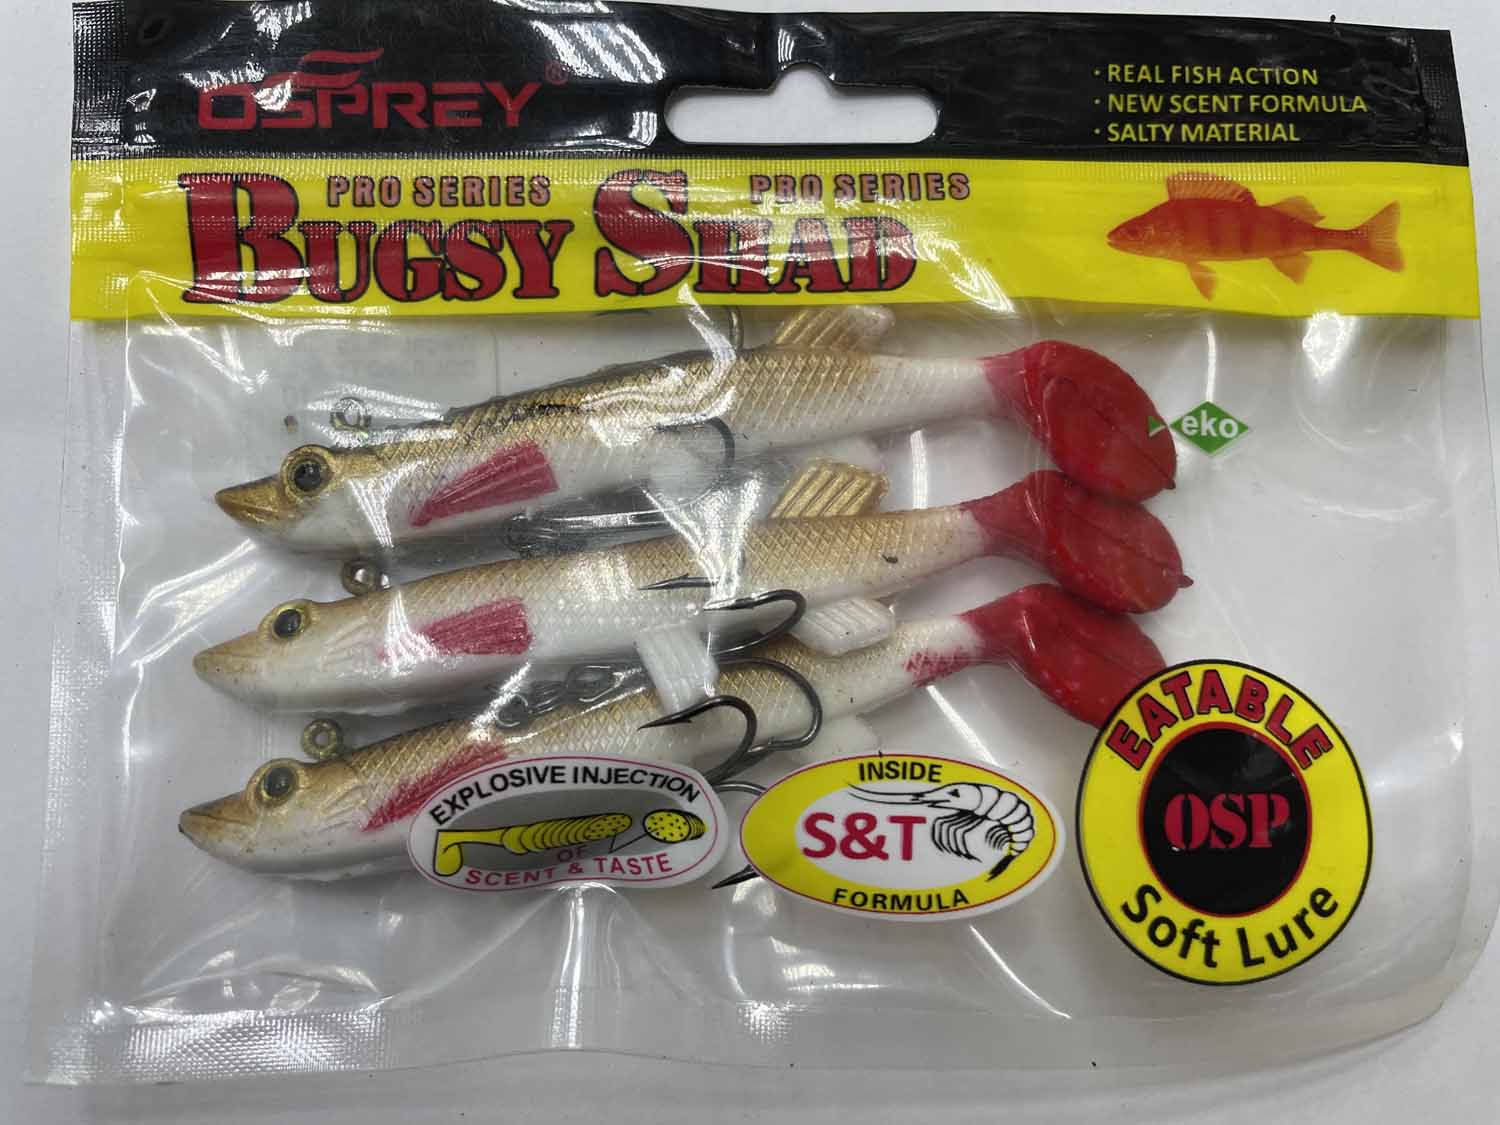 OSPREY®
· REAL FISH ACTION
· NEW SCENT FORMULA
· SALTY MATERIAL
PRO SERIES PRO SERIES
BUGSY SHAD
eko
EXPLOSIVE INJECTION
OF
SCENT & TASTE
INSIDE
S&T
FORMULA
EATABLE
OSP
Soft Lure